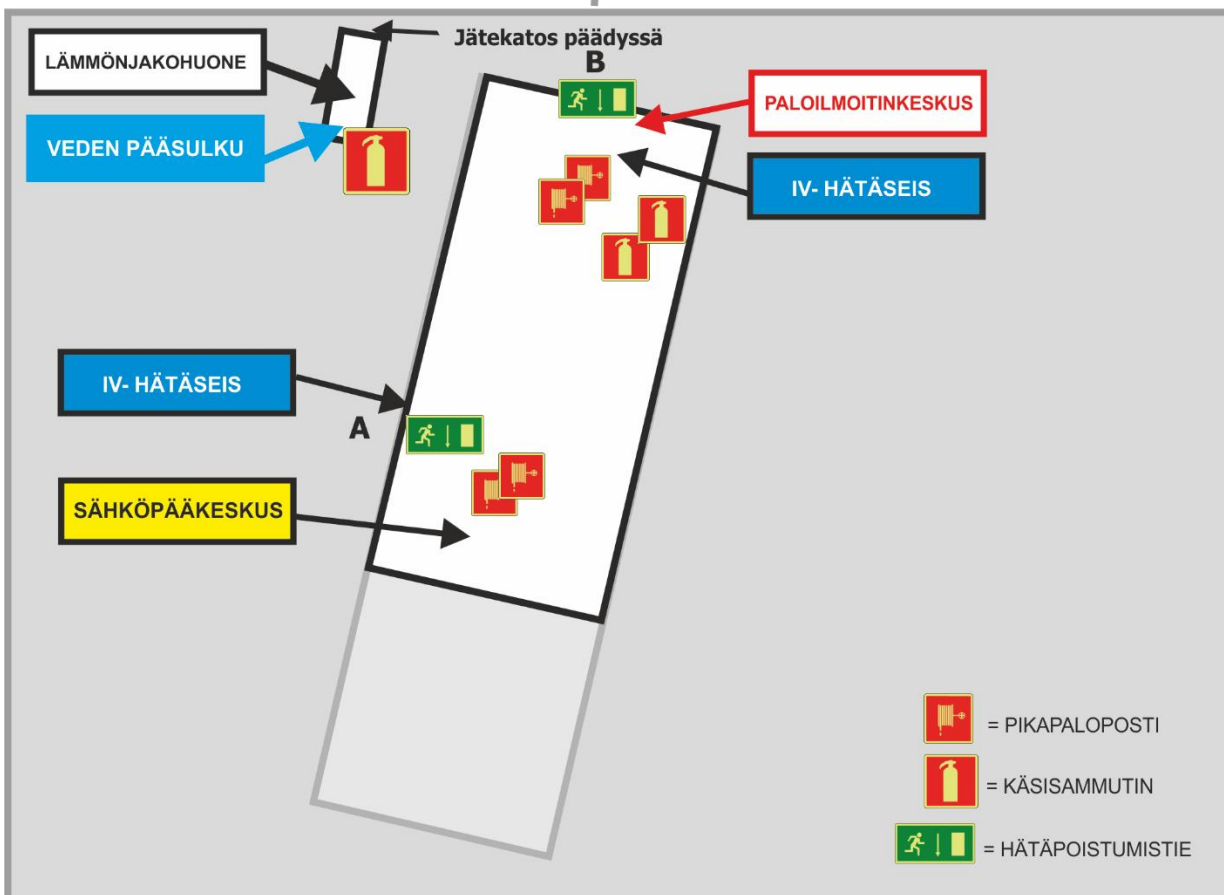 Jätekatos päädyssä
LÄMMÖNJAKOHUONE
B
PALOILMOITINKESKUS
VEDEN PÄÄSULKU
IV- HÄTÄSEIS
IV- HÄTÄSEIS
A
SÄHKÖPÄÄKESKUS
= PIKAPALOPOSTI
= KÄSISAMMUTIN
= HÄTÄPOISTUMISTIE